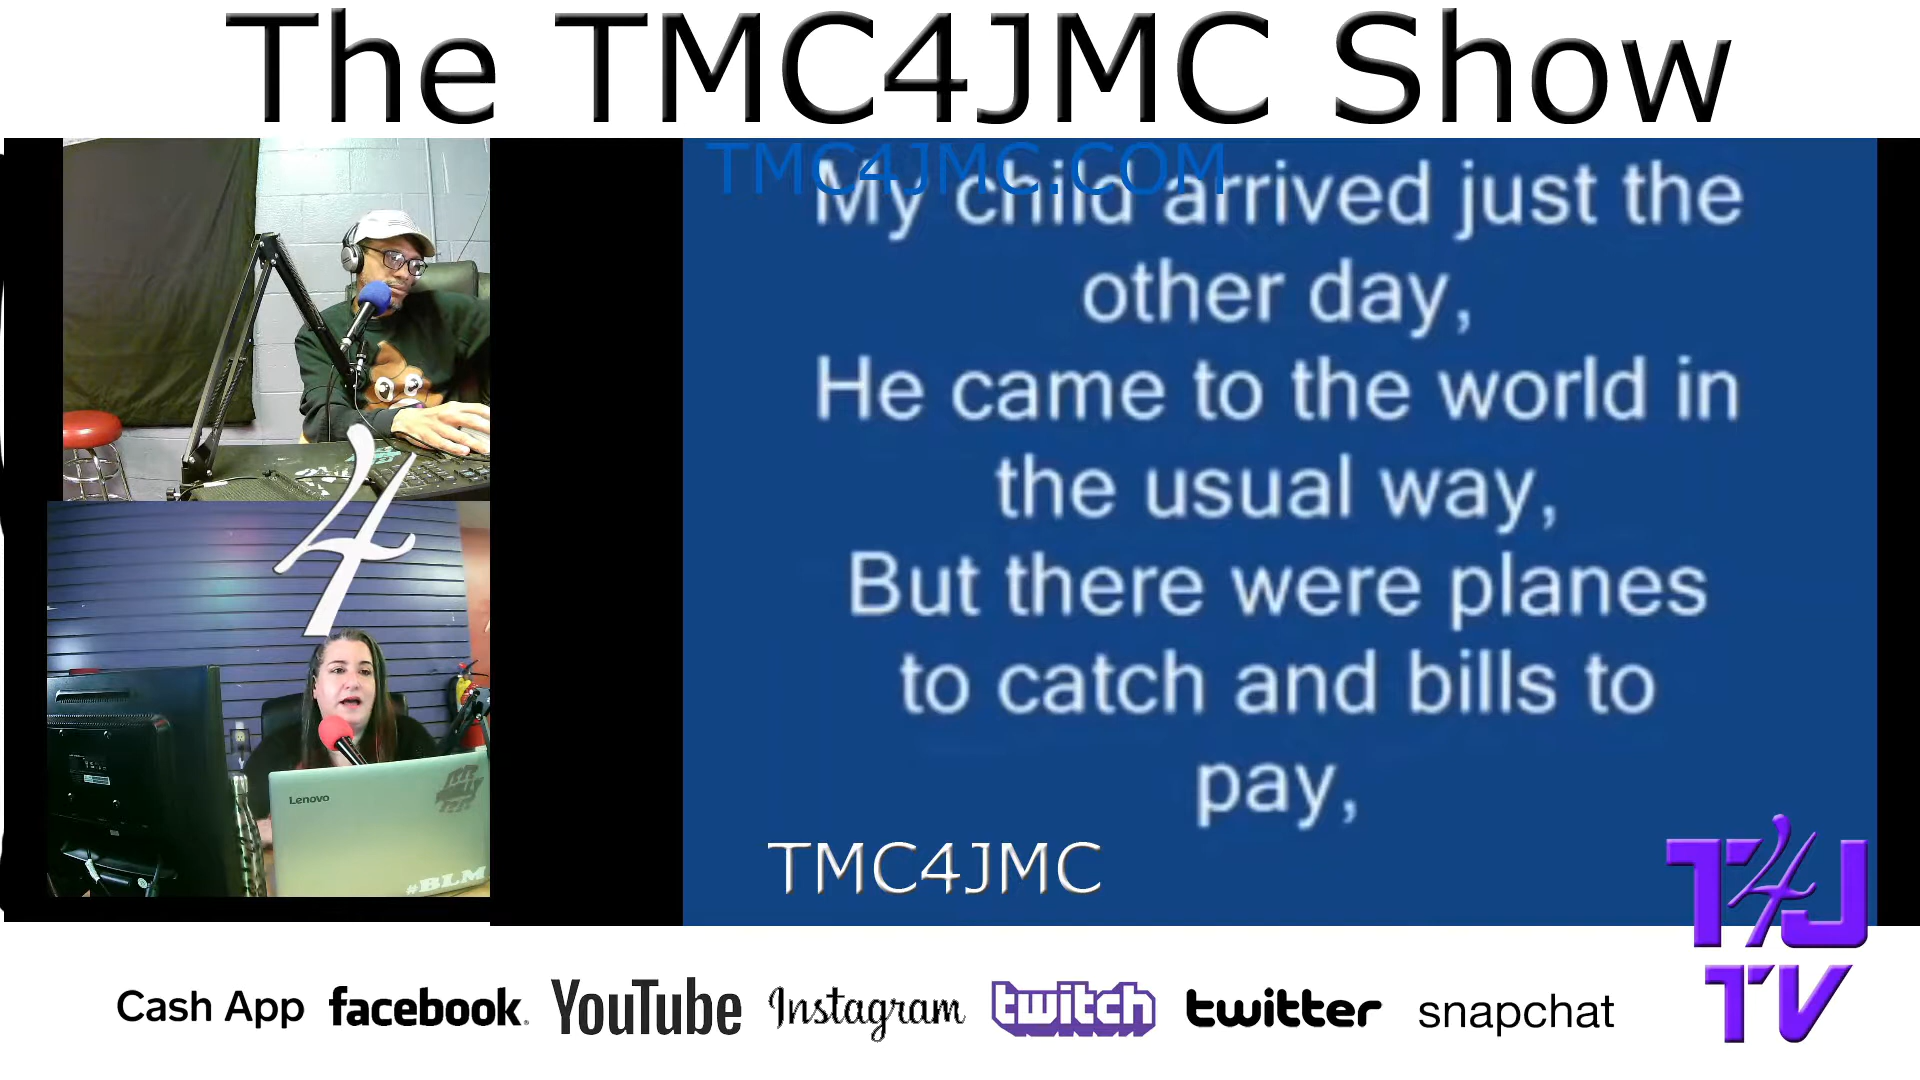 The TMC4JMC Show
TMC4JMC.COM
My child arrived just the
other day,
He came to the world in
the usual way,
But there were planes
to catch and bills to
pay,
4
Lenovo
#BLM
TMC4JMC
T4J
TV
Cash App
facebook.
YouTube
Instagram
twitch
twitter
snapchat